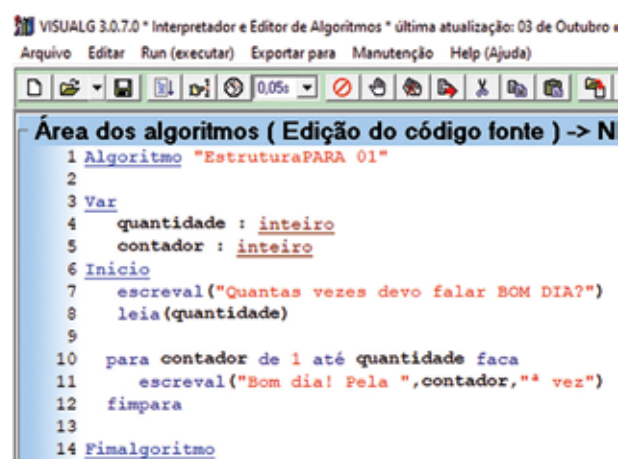 VISUALG 3.0.7.0 * Interpretador e Editor de Algoritmos * última atualização: 03 de Outubro
Arquivo Editar Run (executar) Exportar para Manutenção Help (Ajuda)
0,05s
Área dos algoritmos ( Edição do código fonte ) ->
1 Algoritmo "EstruturaPARA 01"
2
3 Var
4 quantidade : inteiro
5 contador : inteiro
6 Inicio
7 escreval("Quantas vezes devo falar BOM DIA?")
8 leia(quantidade)
9
10 para contador de 1 até quantidade faca
11 escreval("Bom dia! Pela ",contador,"ª vez")
12 fimpara
13
14 Fimalgoritmo